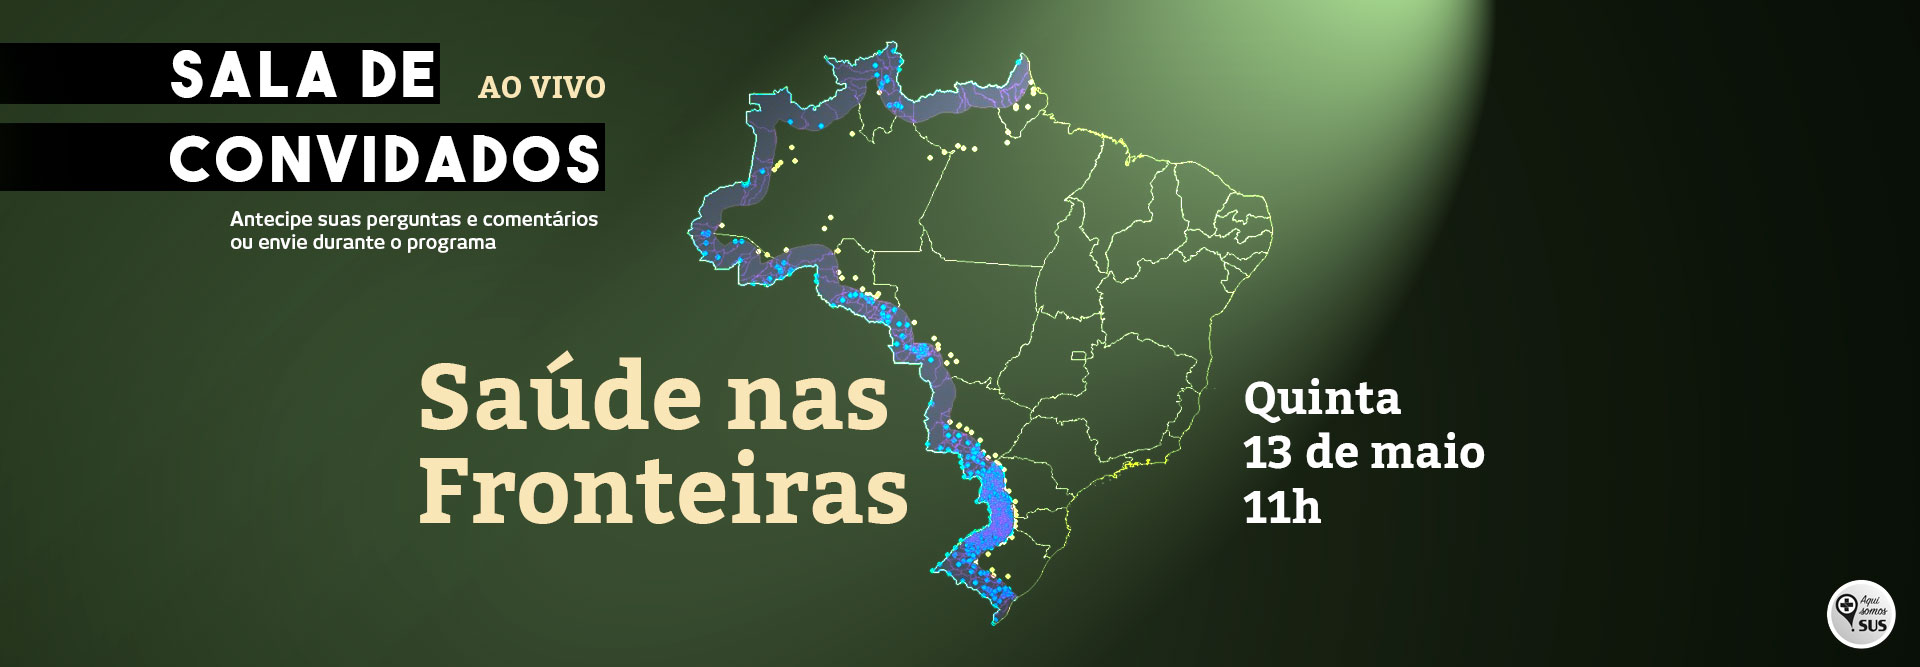 SALA DE
AO VIVO
CONVIDADOS
Antecipe suas perguntas e comentários
ou envie durante o programa
Saúde nas
Fronteiras
Quinta
13 de maio
11h
Aqui
somos
SUS